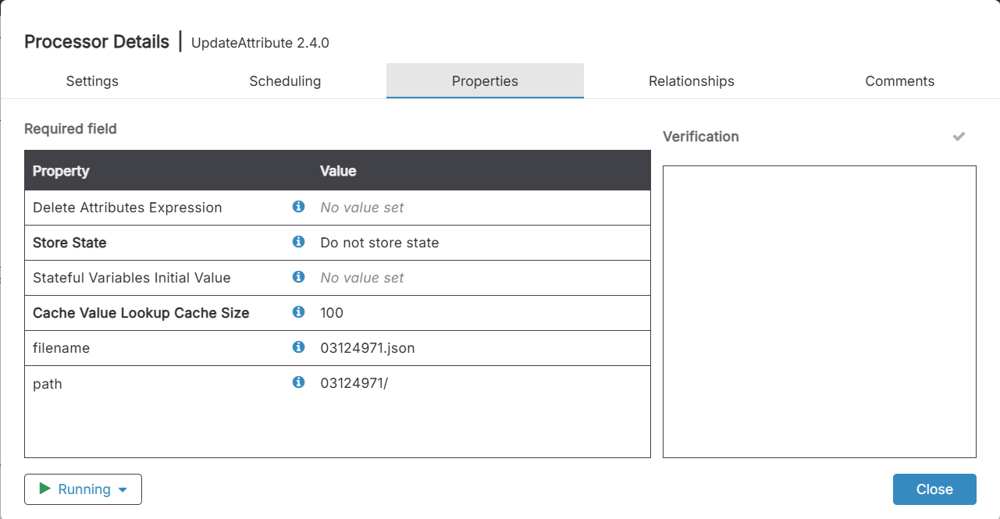 Processor Details | UpdateAttribute 2.4.0
Settings Scheduling Properties Relationships Comments
Required field
Verification
Property Value
Delete Attributes Expression No value set
Store State Do not store state
Stateful Variables Initial Value No value set
Cache Value Lookup Cache Size 100
filename 03124971.json
path 03124971/
Running Close